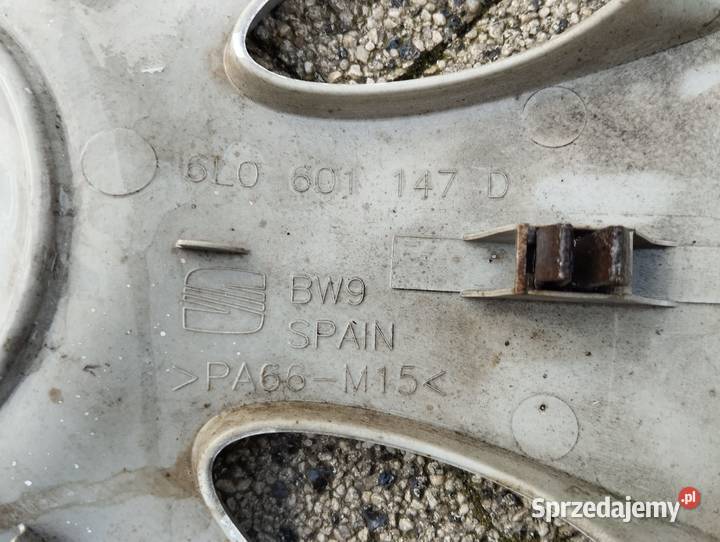 6L0 601 147 D
BW9
SPAIN
>PA66-M15<
Sprzedajemy.pl